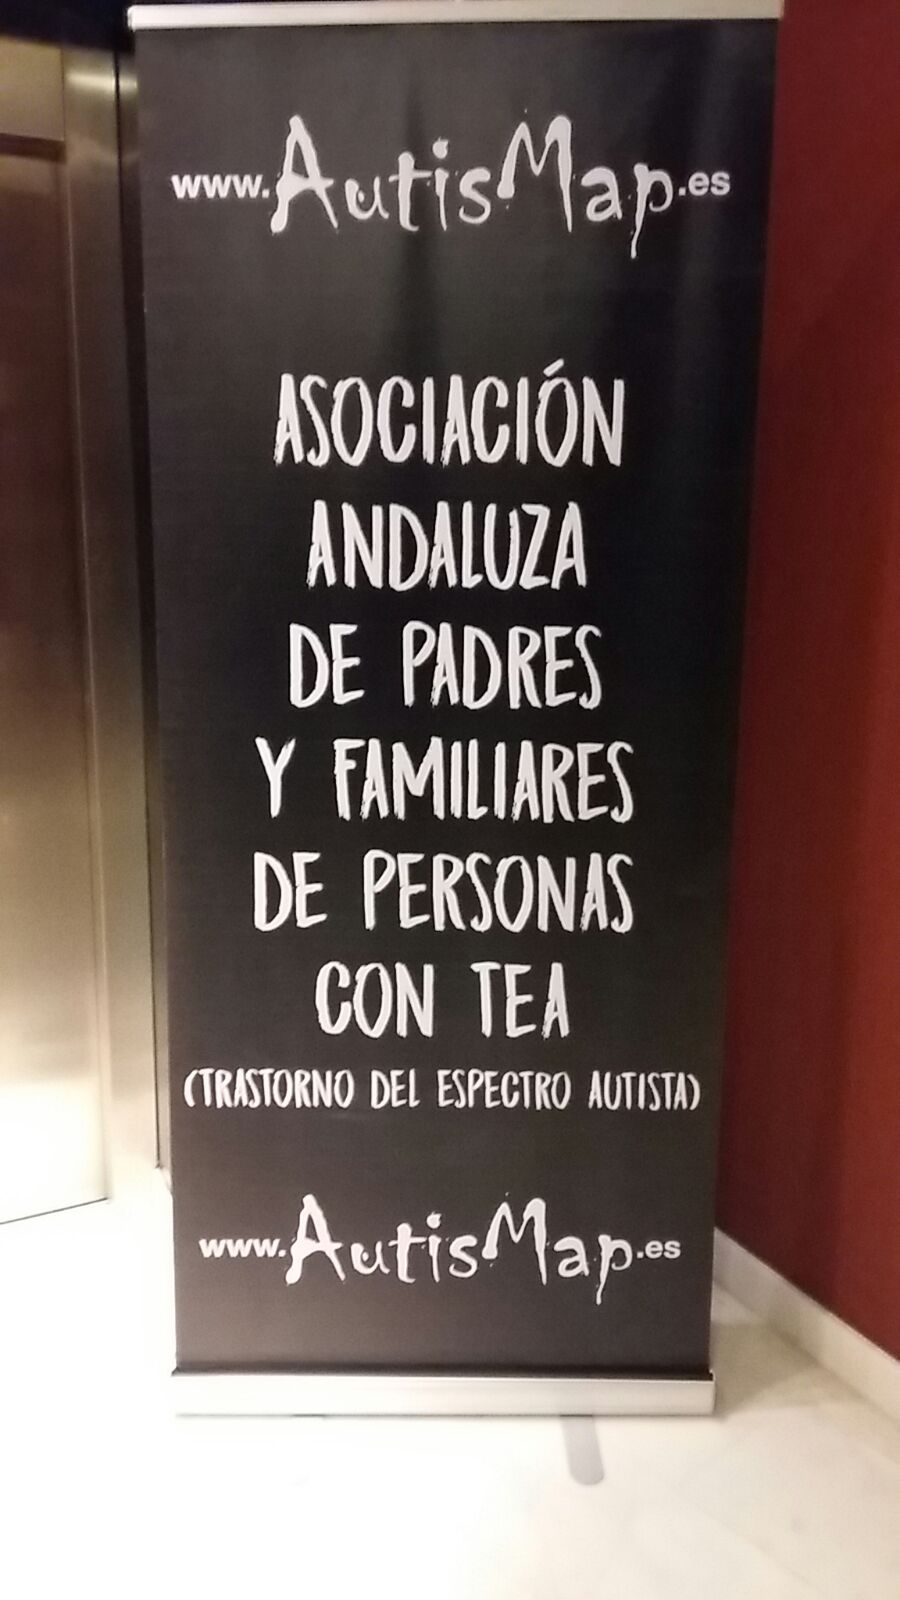 www.AutisMap.es
ASOCIACIÓN
ANDALUZA
DE PADRES
Y FAMILIARES
DE PERSONAS
CON TEA
(TRASTORNO DEL ESPECTRO AUTISTA)
www.AutisMap.es